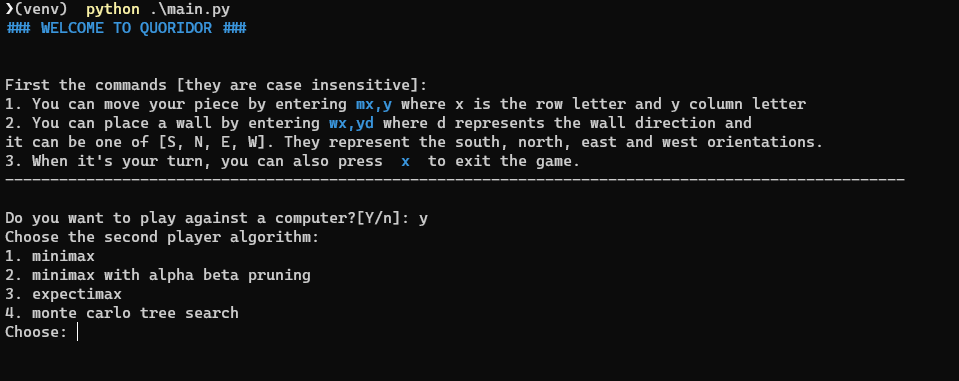 ❯(venv)  python .\main.py
### WELCOME TO QUORIDOR ###
First the commands [they are case insensitive]:
1. You can move your piece by entering mx,y where x is the row letter and y column letter
2. You can place a wall by entering wx,yd where d represents the wall direction and
it can be one of [S, N, E, W]. They represent the south, north, east and west orientations.
3. When it's your turn, you can also press  x  to exit the game.
----------------------------------------------------------------------------------------------------
Do you want to play against a computer?[Y/n]: y
Choose the second player algorithm:
1. minimax
2. minimax with alpha beta pruning
3. expectimax
4. monte carlo tree search
Choose: